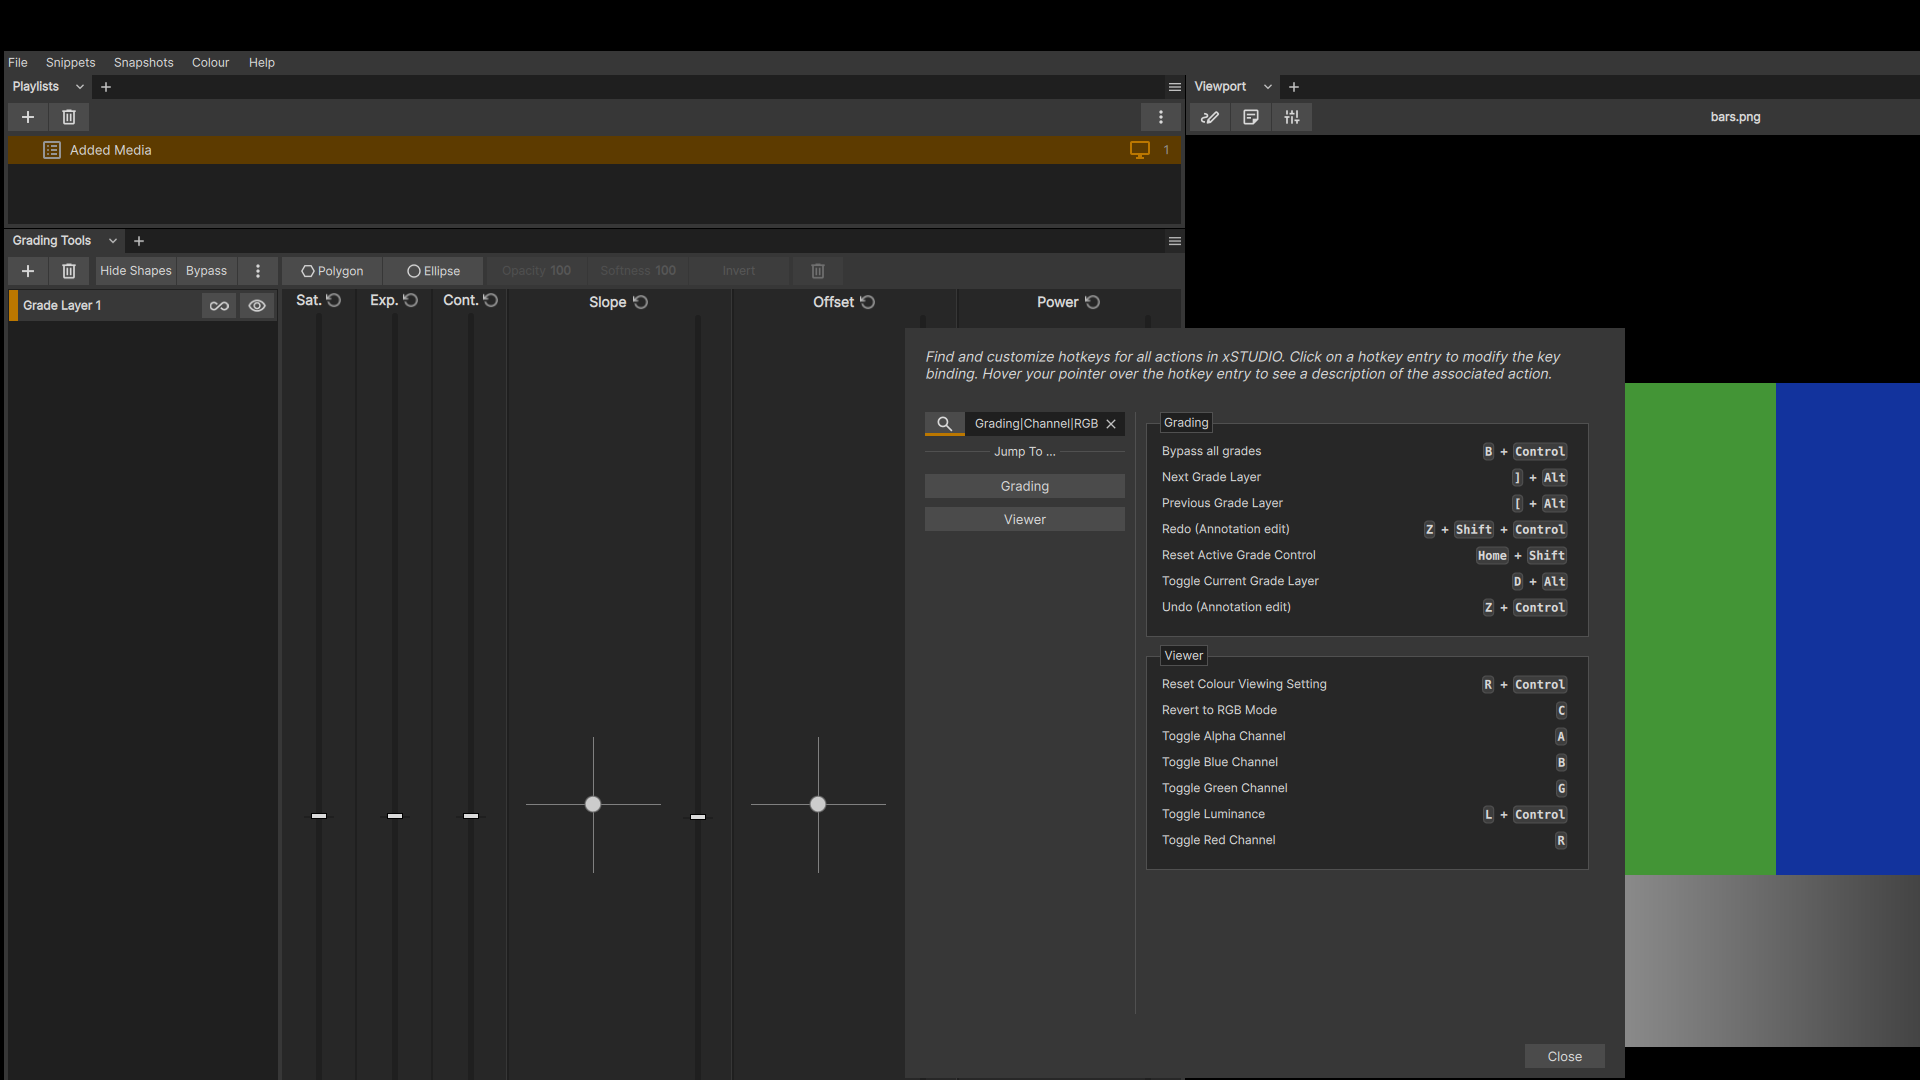 File Snippets Snapshots Colour Help
Playlists
Viewport
bars.png
Added Media 1
Grading Tools
Hide Shapes Bypass Polygon Ellipse Opacity 100 Softness 100 Invert
Grade Layer 1
Sat. Exp. Cont. Slope Offset Power
Find and customize hotkeys for all actions in xSTUDIO. Click on a hotkey entry to modify the key
binding. Hover your pointer over the hotkey entry to see a description of the associated action.
Grading|Channel|RGB
Jump To ...
Grading
Viewer
Grading
Bypass all grades B + Control
Next Grade Layer ] + Alt
Previous Grade Layer [ + Alt
Redo (Annotation edit) Z + Shift + Control
Reset Active Grade Control Home + Shift
Toggle Current Grade Layer D + Alt
Undo (Annotation edit) Z + Control
Viewer
Reset Colour Viewing Setting R + Control
Revert to RGB Mode C
Toggle Alpha Channel A
Toggle Blue Channel B
Toggle Green Channel G
Toggle Luminance L + Control
Toggle Red Channel R
Close